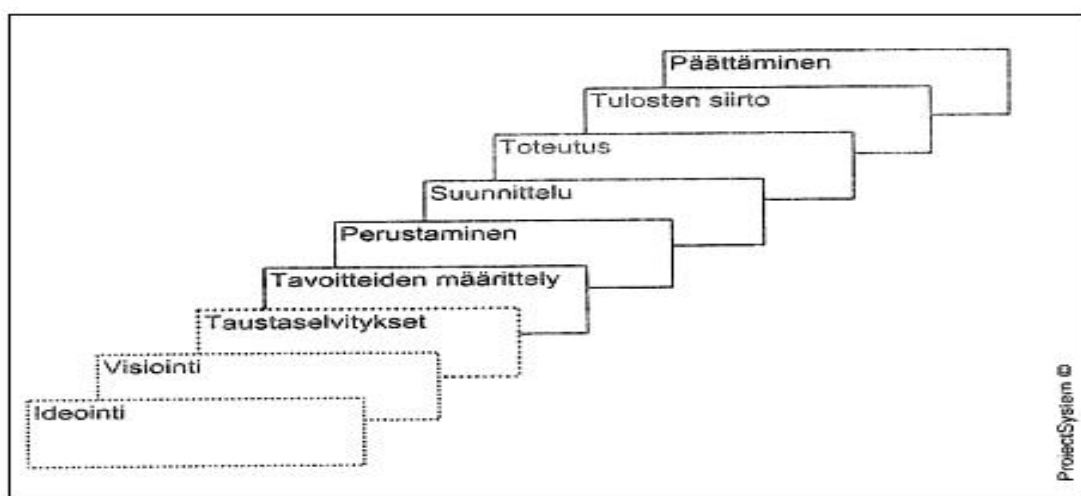 Päättäminen
Tulosten siirto
Toteutus
Suunnittelu
Perustaminen
Tavoitteiden määrittely
Taustaselvitykset
Visiointi
Ideointi
ProjectSystem ©